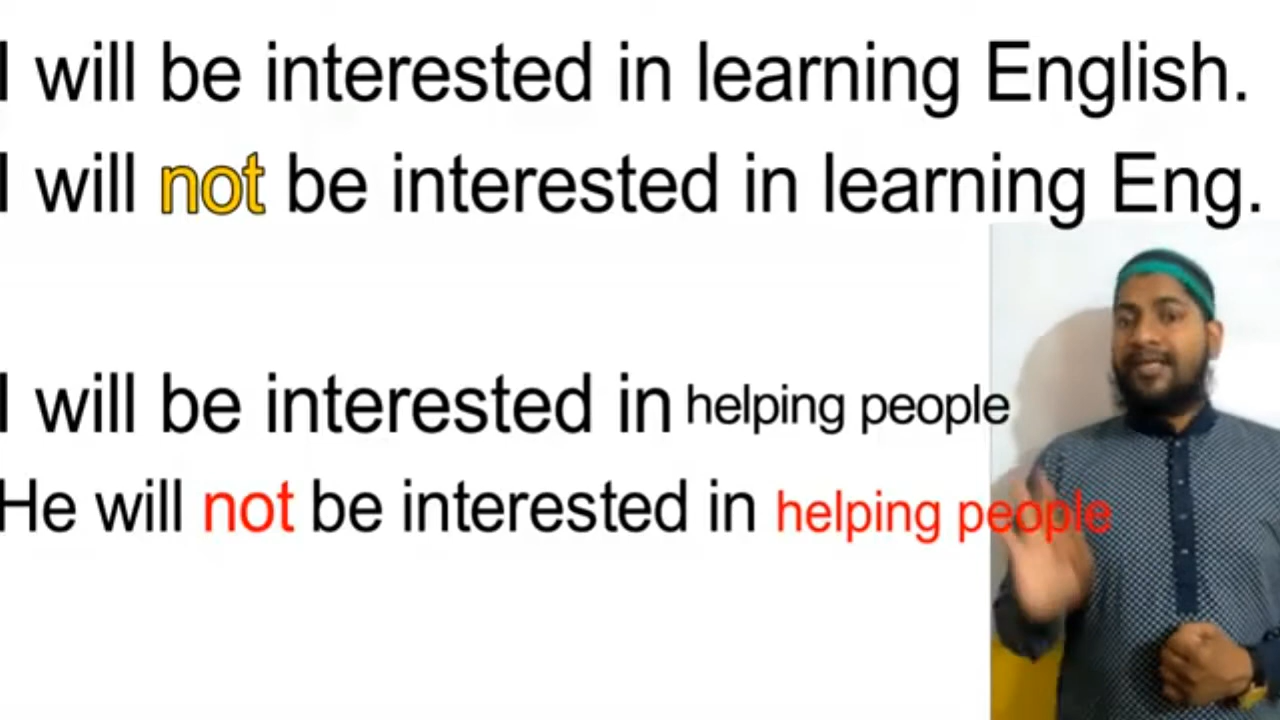 I will be interested in learning English.
I will not be interested in learning Eng.
I will be interested in helping people
He will not be interested in helping people